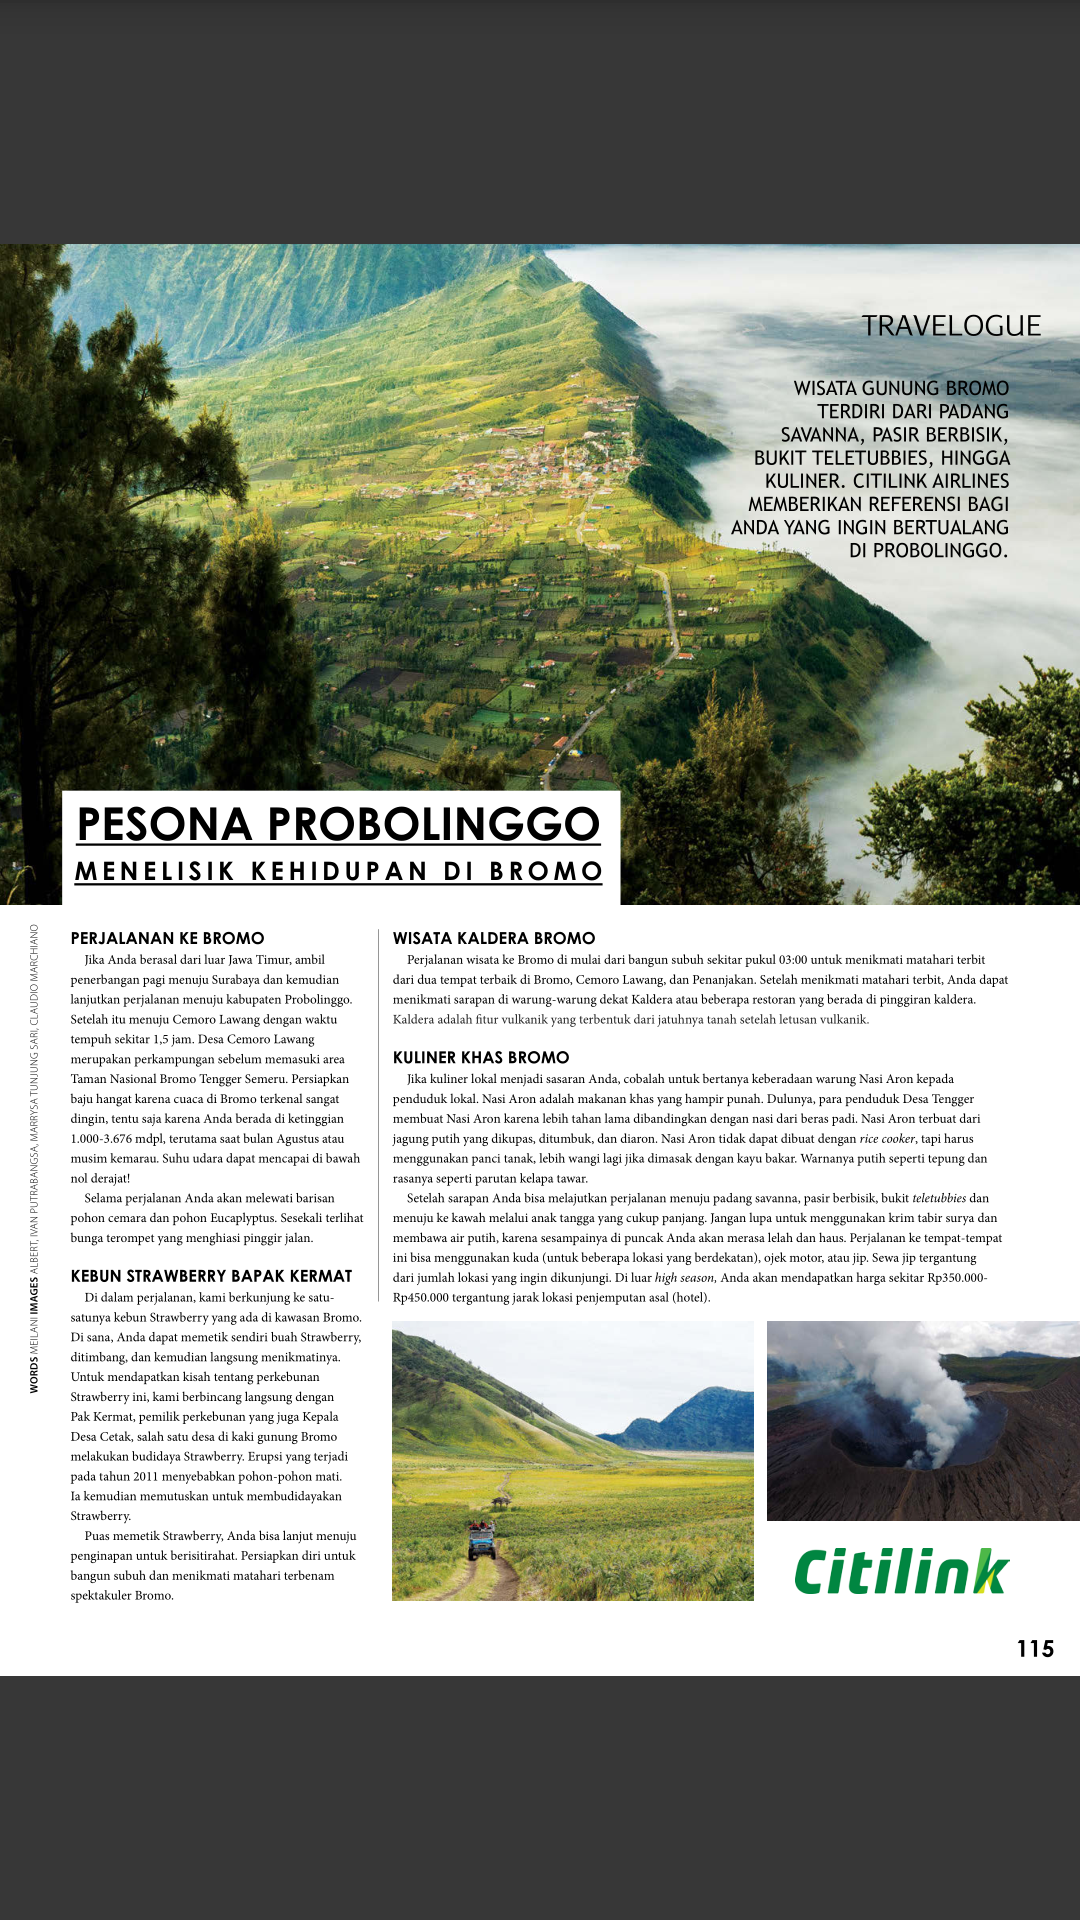 TRAVELOGUE
WISATA GUNUNG BROMO
TERDIRI DARI PADANG
SAVANNA, PASIR BERBISIK,
BUKIT TELETUBBIES, HINGGA
KULINER. CITILINK AIRLINES
MEMBERIKAN REFERENSI BAGI
ANDA YANG INGIN BERTUALANG
DI PROBOLINGGO.
PESONA PROBOLINGGO
MENELISIK KEHIDUPAN DI BROMO
WORDS MEILANI IMAGES ALBERT, IVAN PUTRABANGSA, MARRYSA TUNJUNG SARI, CLAUDIO MARCHIANO
PERJALANAN KE BROMO
Jika Anda berasal dari luar Jawa Timur, ambil
penerbangan pagi menuju Surabaya dan kemudian
lanjutkan perjalanan menuju kabupaten Probolinggo.
Setelah itu menuju Cemoro Lawang dengan waktu
tempuh sekitar 1,5 jam. Desa Cemoro Lawang
merupakan perkampungan sebelum memasuki area
Taman Nasional Bromo Tengger Semeru. Persiapkan
baju hangat karena cuaca di Bromo terkenal sangat
dingin, tentu saja karena Anda berada di ketinggian
1.000-3.676 mdpl, terutama saat bulan Agustus atau
musim kemarau. Suhu udara dapat mencapai di bawah
nol derajat!
Selama perjalanan Anda akan melewati barisan
pohon cemara dan pohon Eucaplyptus. Sesekali terlihat
bunga terompet yang menghiasi pinggir jalan.
KEBUN STRAWBERRY BAPAK KERMAT
Di dalam perjalanan, kami berkunjung ke satu-
satunya kebun Strawberry yang ada di kawasan Bromo.
Di sana, Anda dapat memetik sendiri buah Strawberry,
ditimbang, dan kemudian langsung menikmatinya.
Untuk mendapatkan kisah tentang perkebunan
Strawberry ini, kami berbincang langsung dengan
Pak Kermat, pemilik perkebunan yang juga Kepala
Desa Cetak, salah satu desa di kaki gunung Bromo
melakukan budidaya Strawberry. Erupsi yang terjadi
pada tahun 2011 menyebabkan pohon-pohon mati.
Ia kemudian memutuskan untuk membudidayakan
Strawberry.
Puas memetik Strawberry, Anda bisa lanjut menuju
penginapan untuk berisitirahat. Persiapkan diri untuk
bangun subuh dan menikmati matahari terbenam
spektakuler Bromo.
WISATA KALDERA BROMO
Perjalanan wisata ke Bromo di mulai dari bangun subuh sekitar pukul 03:00 untuk menikmati matahari terbit
dari dua tempat terbaik di Bromo, Cemoro Lawang, dan Penanjakan. Setelah menikmati matahari terbit, Anda dapat
menikmati sarapan di warung-warung dekat Kaldera atau beberapa restoran yang berada di pinggiran kaldera.
Kaldera adalah fitur vulkanik yang terbentuk dari jatuhnya tanah setelah letusan vulkanik.
KULINER KHAS BROMO
Jika kuliner lokal menjadi sasaran Anda, cobalah untuk bertanya keberadaan warung Nasi Aron kepada
penduduk lokal. Nasi Aron adalah makanan khas yang hampir punah. Dulunya, para penduduk Desa Tengger
membuat Nasi Aron karena lebih tahan lama dibandingkan dengan nasi dari beras padi. Nasi Aron terbuat dari
jagung putih yang dikupas, ditumbuk, dan diaron. Nasi Aron tidak dapat dibuat dengan rice cooker, tapi harus
menggunakan panci tanak, lebih wangi lagi jika dimasak dengan kayu bakar. Warnanya putih seperti tepung dan
rasanya seperti parutan kelapa tawar.
Setelah sarapan Anda bisa melajutkan perjalanan menuju padang savanna, pasir berbisik, bukit teletubbies dan
menuju ke kawah melalui anak tangga yang cukup panjang. Jangan lupa untuk menggunakan krim tabir surya dan
membawa air putih, karena sesampainya di puncak Anda akan merasa lelah dan haus. Perjalanan ke tempat-tempat
ini bisa menggunakan kuda (untuk beberapa lokasi yang berdekatan), ojek motor, atau jip. Sewa jip tergantung
dari jumlah lokasi yang ingin dikunjungi. Di luar high season, Anda akan mendapatkan harga sekitar Rp350.000-
Rp450.000 tergantung jarak lokasi penjemputan asal (hotel).
Citilink
115